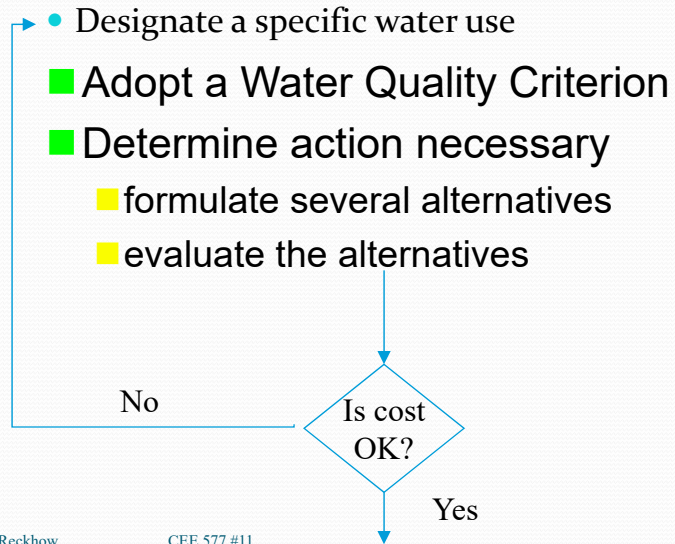 Designate a specific water use
Adopt a Water Quality Criterion
Determine action necessary
formulate several alternatives
evaluate the alternatives
No
Is cost
OK?
Yes
Reckhow CEE 577 #11